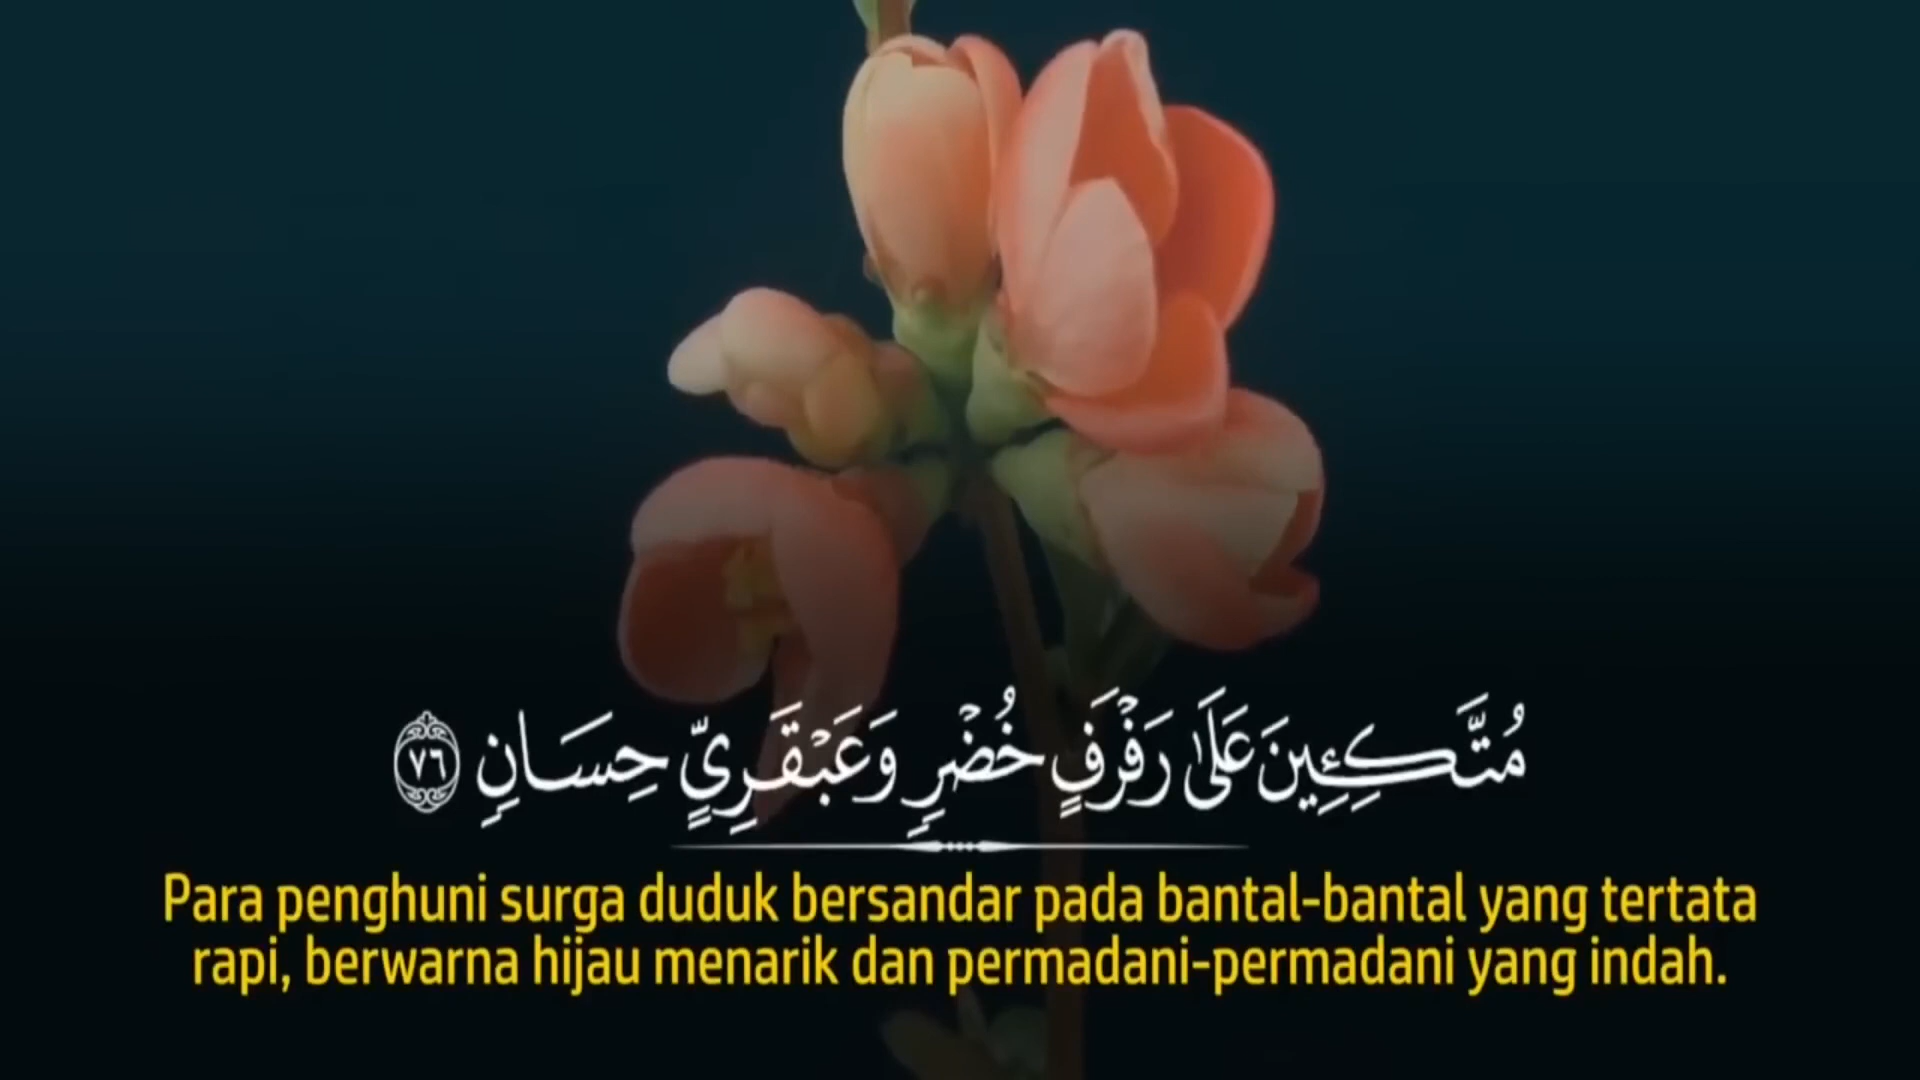 مُتَّكِـِٔينَ عَلَىٰ رَفْرَفٍ خُضْرٍ وَعَبْقَرِىٍّ حِسَانٍ ٧٦
Para penghuni surga duduk bersandar pada bantal-bantal yang tertata
rapi, berwarna hijau menarik dan permadani-permadani yang indah.